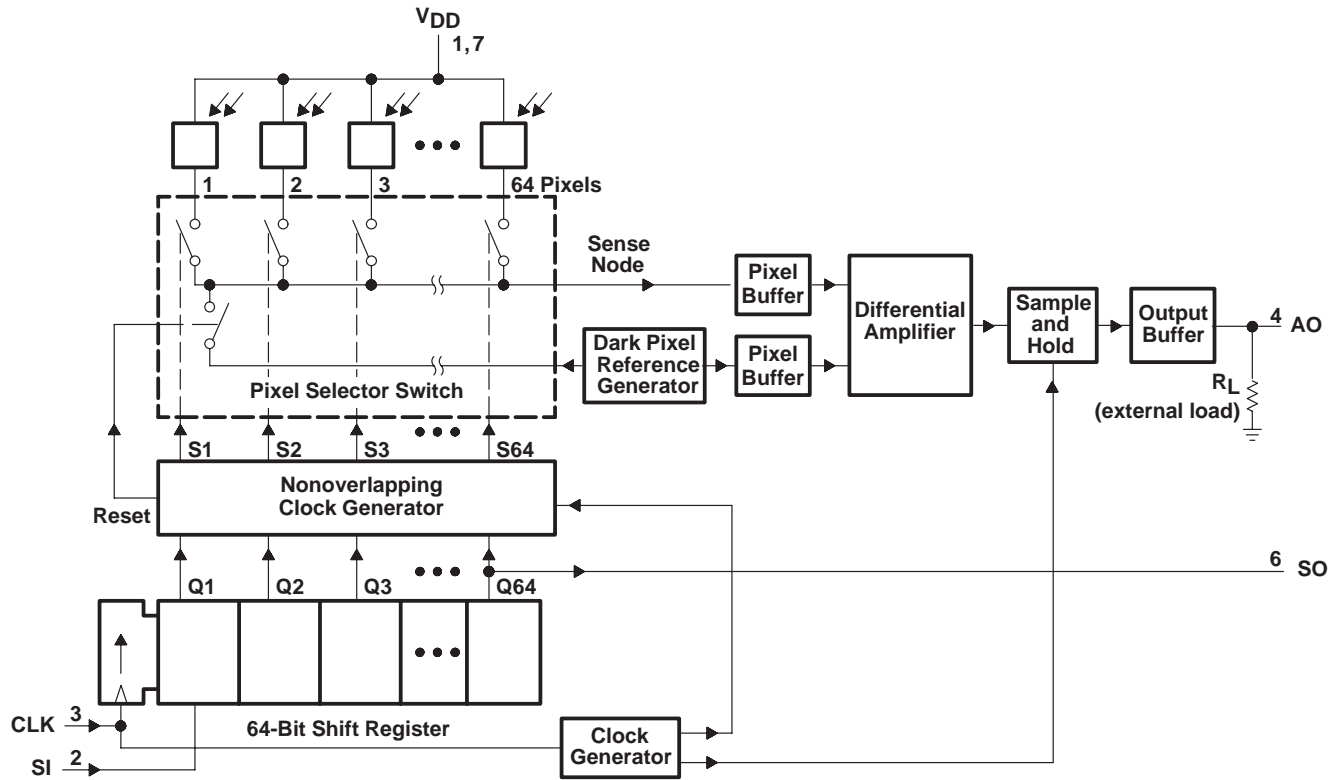 VDD
1,7
1 2 3 64 Pixels
Sense
Node
Pixel
Buffer
Differential
Amplifier
Sample
and
Hold
Output
Buffer
4 AO
Dark Pixel
Reference
Generator
Pixel
Buffer
RL
(external load)
Pixel Selector Switch
S1 S2 S3 S64
Nonoverlapping
Clock Generator
Reset
6 SO
Q1 Q2 Q3 Q64
CLK 3
64-Bit Shift Register
Clock
Generator
SI 2